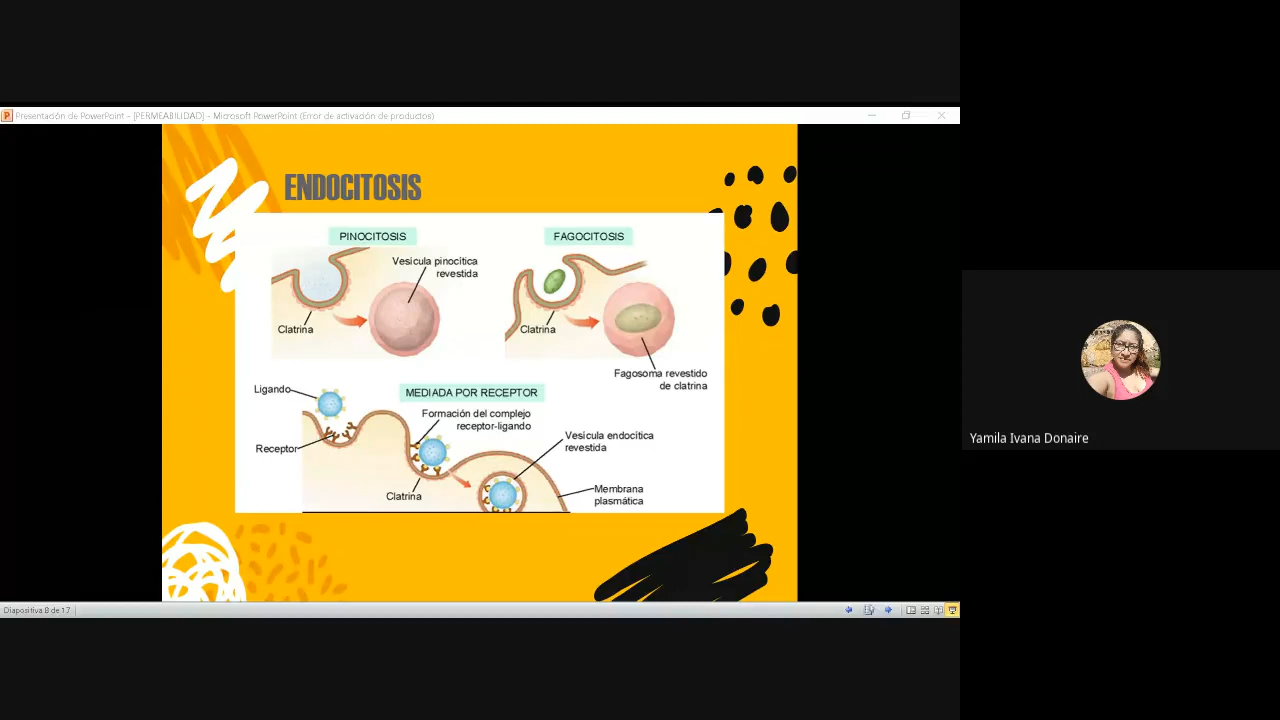 Presentación de PowerPoint - [PERMEABILIDAD] - Microsoft PowerPoint (Error de activación de productos)
ENDOCITOSIS
PINOCITOSIS
FAGOCITOSIS
Vesícula pinocítica
revestida
Clatrina
Clatrina
Fagosoma revestido
de clatrina
Ligando
MEDIADA POR RECEPTOR
Formación del complejo
receptor-ligando
Receptor
Vesícula endocítica
revestida
Clatrina
Membrana
plasmática
Yamila Ivana Donaire
Diapositiva 8 de 17